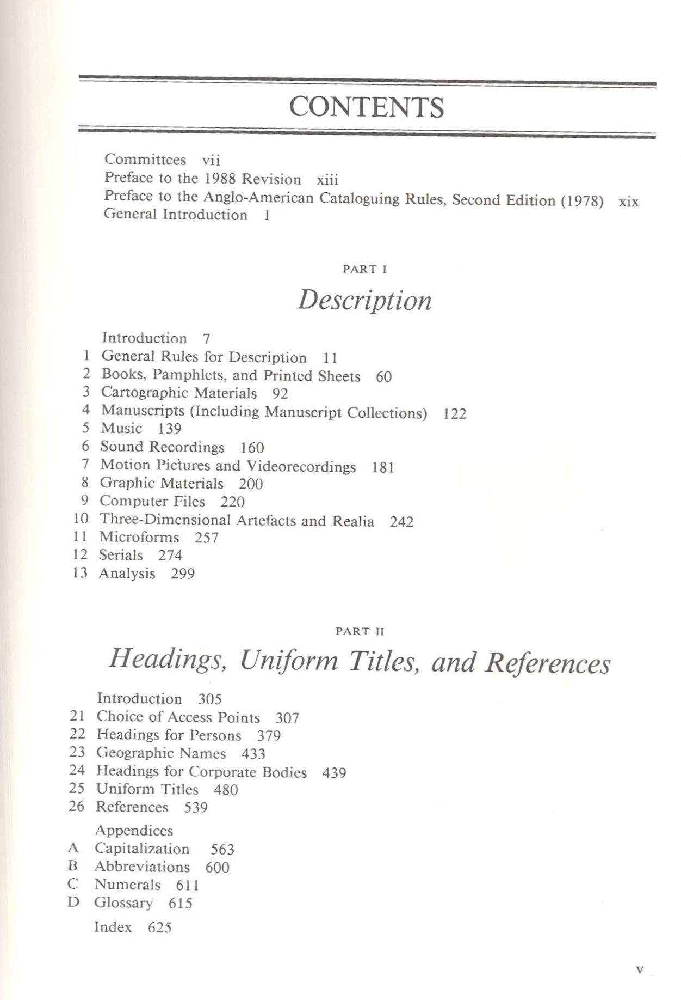 CONTENTS
Committees vii
Preface to the 1988 Revision xiii
Preface to the Anglo-American Cataloguing Rules, Second Edition (1978) xix
General Introduction 1
PART I
Description
Introduction 7
1 General Rules for Description 11
2 Books, Pamphlets, and Printed Sheets 60
3 Cartographic Materials 92
4 Manuscripts (Including Manuscript Collections) 122
5 Music 139
6 Sound Recordings 160
7 Motion Pictures and Videorecordings 181
8 Graphic Materials 200
9 Computer Files 220
10 Three-Dimensional Artefacts and Realia 242
11 Microforms 257
12 Serials 274
13 Analysis 299
PART II
Headings, Uniform Titles, and References
Introduction 305
21 Choice of Access Points 307
22 Headings for Persons 379
23 Geographic Names 433
24 Headings for Corporate Bodies 439
25 Uniform Titles 480
26 References 539
Appendices
A Capitalization 563
B Abbreviations 600
C Numerals 611
D Glossary 615
Index 625
v